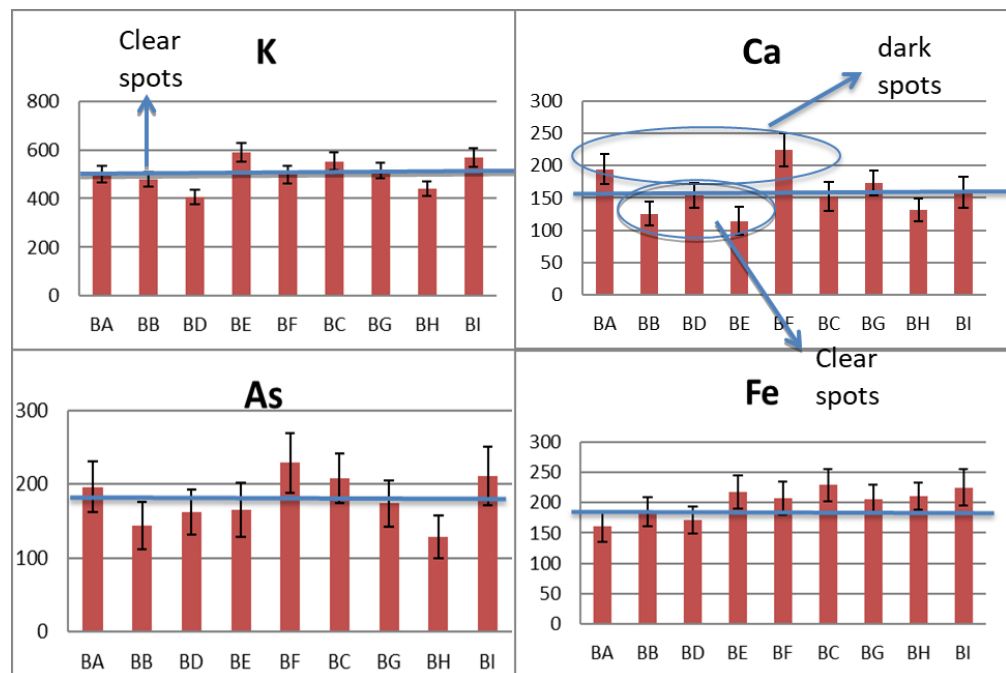 Clear
spots
K
800
600
400
200
0
BA BB BD BE BF BC BG BH BI
Ca
dark
spots
300
250
200
150
100
50
0
BA BB BD BE BF BC BG BH BI
Clear
spots
As
300
200
100
0
BA BB BD BE BF BC BG BH BI
Fe
300
250
200
150
100
50
0
BA BB BD BE BF BC BG BH BI